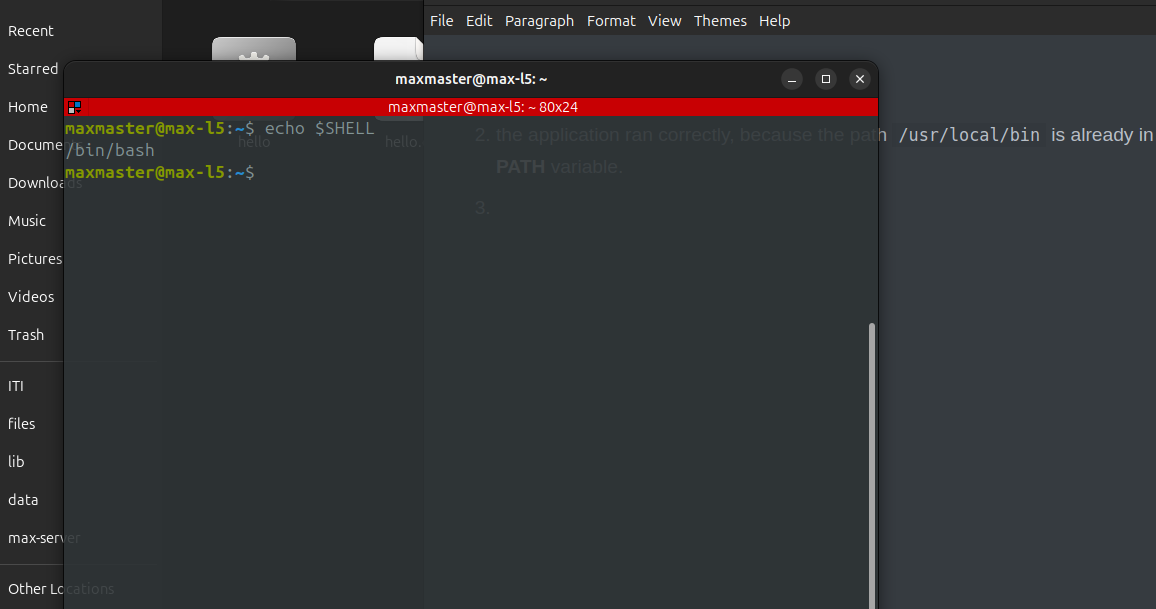 Recent
Starred
Home
Docume
Downloads
Music
Pictures
Videos
Trash
ITI
files
lib
data
max-server
Other Locations
hello
hello.
File Edit Paragraph Format View Themes Help
2. the application ran correctly, because the path /usr/local/bin is already in
PATH variable.
3.
maxmaster@max-l5: ~
maxmaster@max-l5: ~ 80x24
maxmaster@max-l5:~$ echo $SHELL
/bin/bash
maxmaster@max-l5:~$